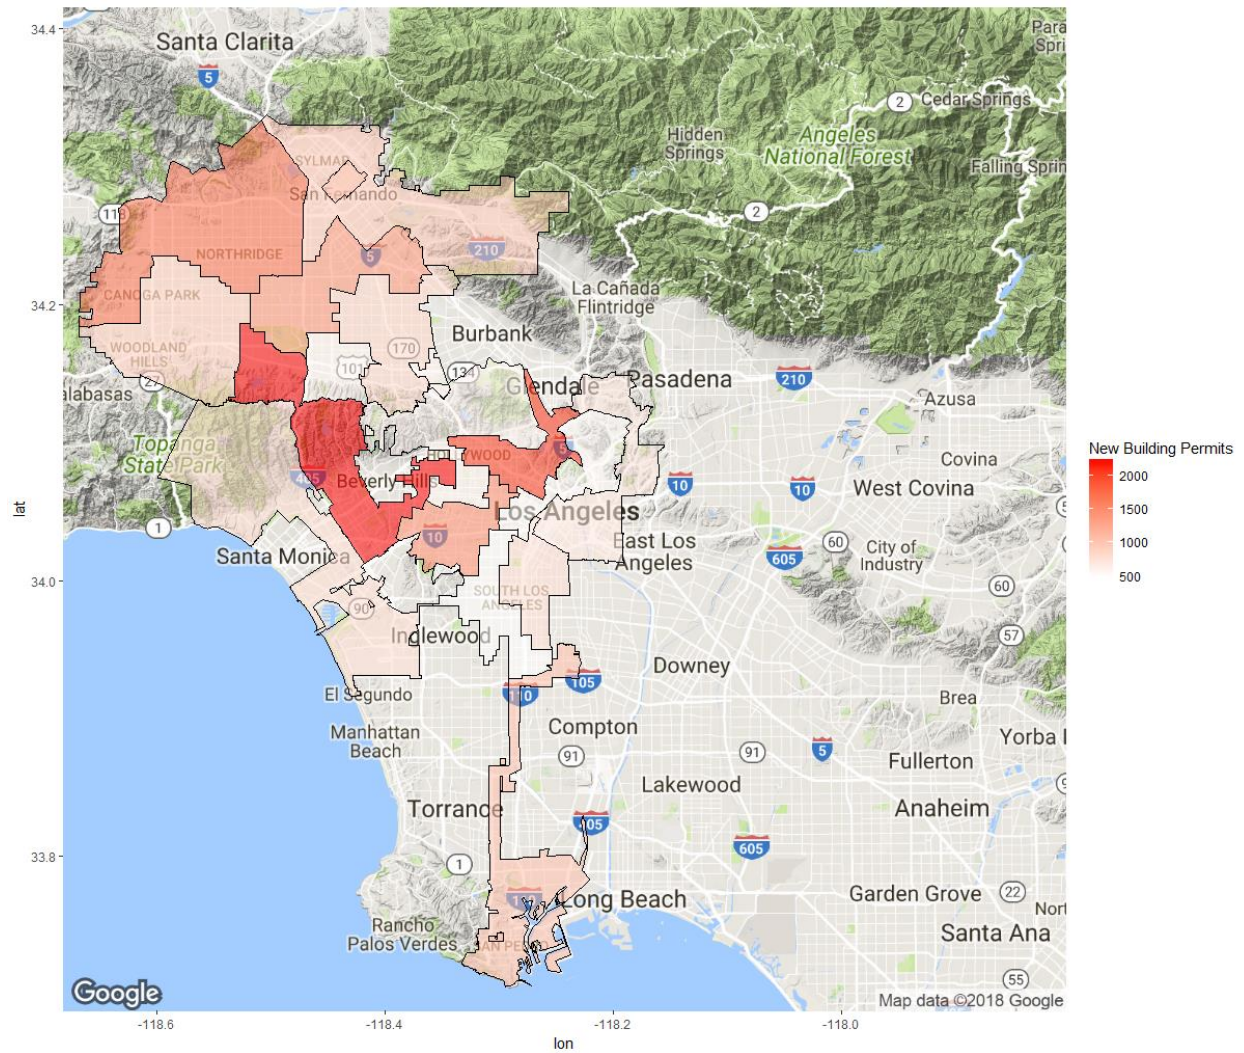 34.4
Santa Clarita
5
2
Cedar Springs
Hidden
Springs
Angeles
National Forest
SYLMAR
San Fernando
118
2
NORTHRIDGE
5
210
CANOGA PARK
La Cañada
Flintridge
34.2
Burbank
WOODLAND
HILLS
101
170
134
Glendale
Pasadena
210
27
alabasas
Azusa
Topanga
State Park
5
HOLLYWOOD
Covina
405
Beverly Hills
10
10
West Covina
1
Los Angeles
10
60
Santa Monica
East Los
Angeles
605
City of
Industry
34.0
60
SOUTH LOS
ANGELES
90
57
Inglewood
Downey
El Segundo
110
105
Brea
Compton
Manhattan
Beach
91
91
5
Yorba
Fullerton
Lakewood
Torrance
Anaheim
405
605
33.8
1
Long Beach
Garden Grove
22
Rancho
Palos Verdes
SAN PE
Santa Ana
55
Google
Map data ©2018 Google
-118.6
-118.4
-118.2
-118.0
lon
lat
New Building Permits
2000
1500
1000
500